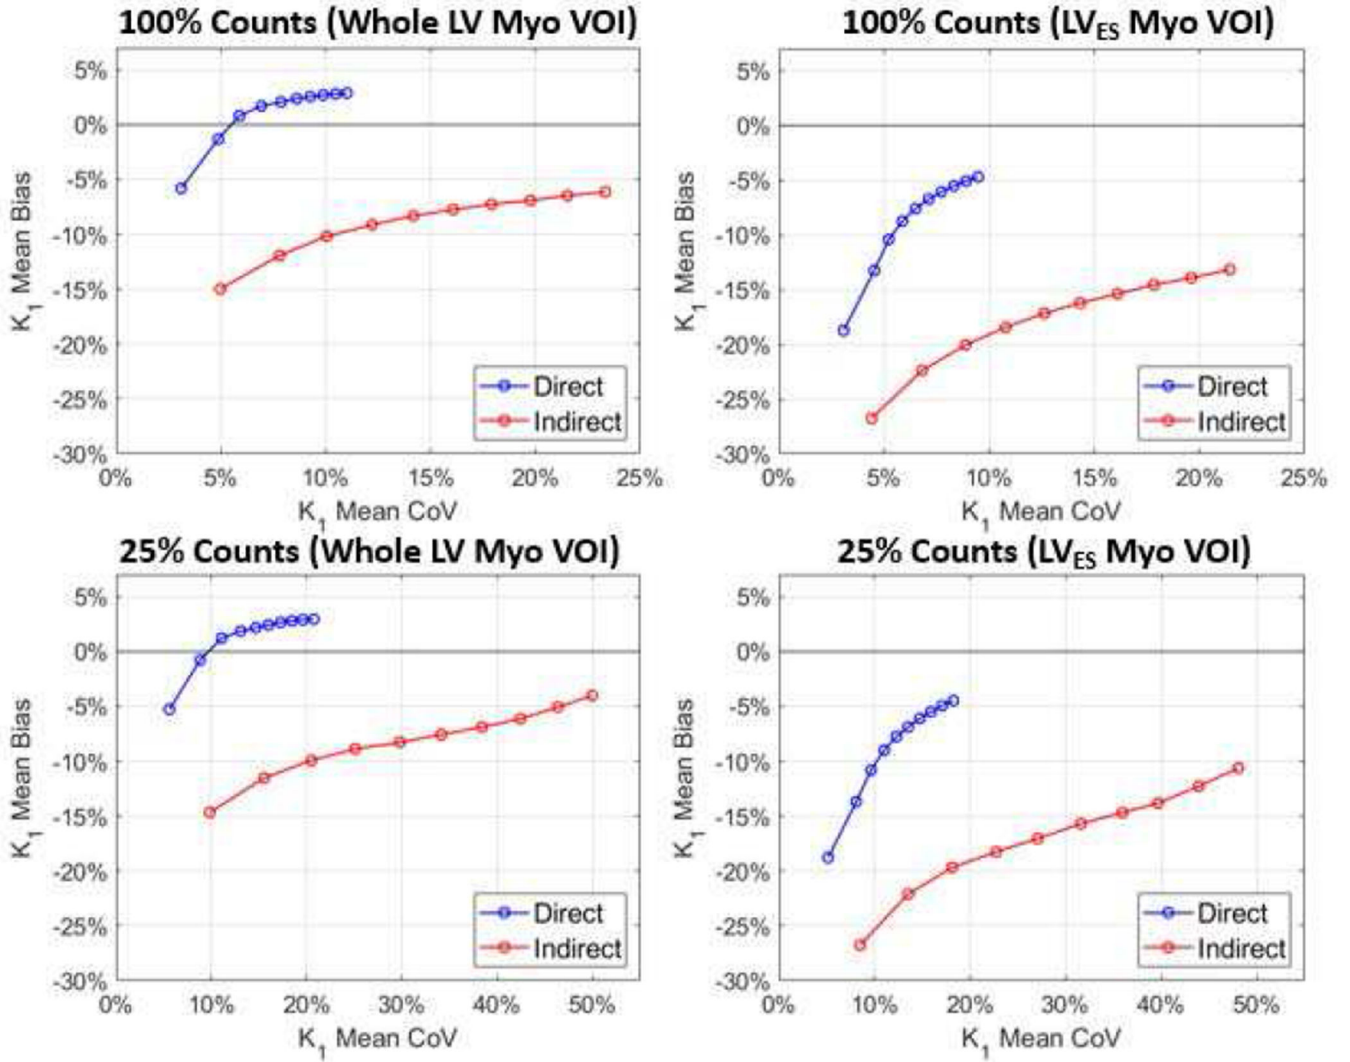 100% Counts (Whole LV Myo VOI)
5%
0%
-5%
-10%
-15%
-20%
-25%
-30%
K1 Mean Bias
Direct
Indirect
0% 5% 10% 15% 20% 25%
K1 Mean CoV
100% Counts (LVES Myo VOI)
5%
0%
-5%
-10%
-15%
-20%
-25%
-30%
K1 Mean Bias
Direct
Indirect
0% 5% 10% 15% 20% 25%
K1 Mean CoV
25% Counts (Whole LV Myo VOI)
5%
0%
-5%
-10%
-15%
-20%
-25%
-30%
K1 Mean Bias
Direct
Indirect
0% 10% 20% 30% 40% 50%
K1 Mean CoV
25% Counts (LVES Myo VOI)
5%
0%
-5%
-10%
-15%
-20%
-25%
-30%
K1 Mean Bias
Direct
Indirect
0% 10% 20% 30% 40% 50%
K1 Mean CoV